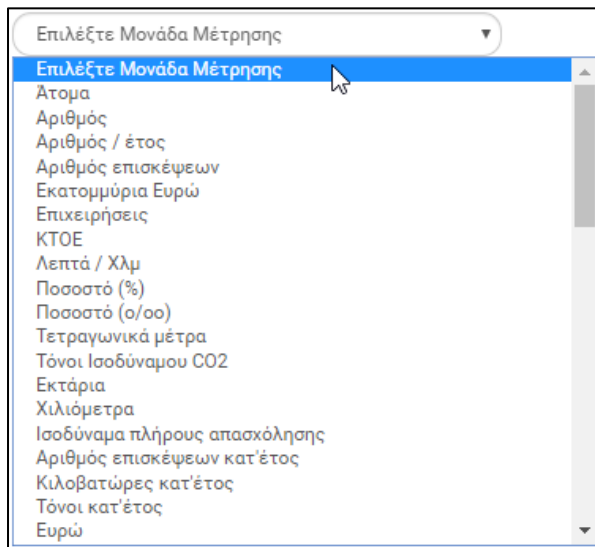 Επιλέξτε Μονάδα Μέτρησης
Επιλέξτε Μονάδα Μέτρησης
Άτομα
Αριθμός
Αριθμός / έτος
Αριθμός επισκέψεων
Εκατομμύρια Ευρώ
Επιχειρήσεις
ΚΤΟΕ
Λεπτά / Χλμ
Ποσοστό (%)
Ποσοστό (ο/οο)
Τετραγωνικά μέτρα
Τόνοι Ισοδύναμου CO2
Εκτάρια
Χιλιόμετρα
Ισοδύναμα πλήρους απασχόλησης
Αριθμός επισκέψεων κατ'έτος
Κιλοβατώρες κατ'έτος
Τόνοι κατ'έτος
Ευρώ